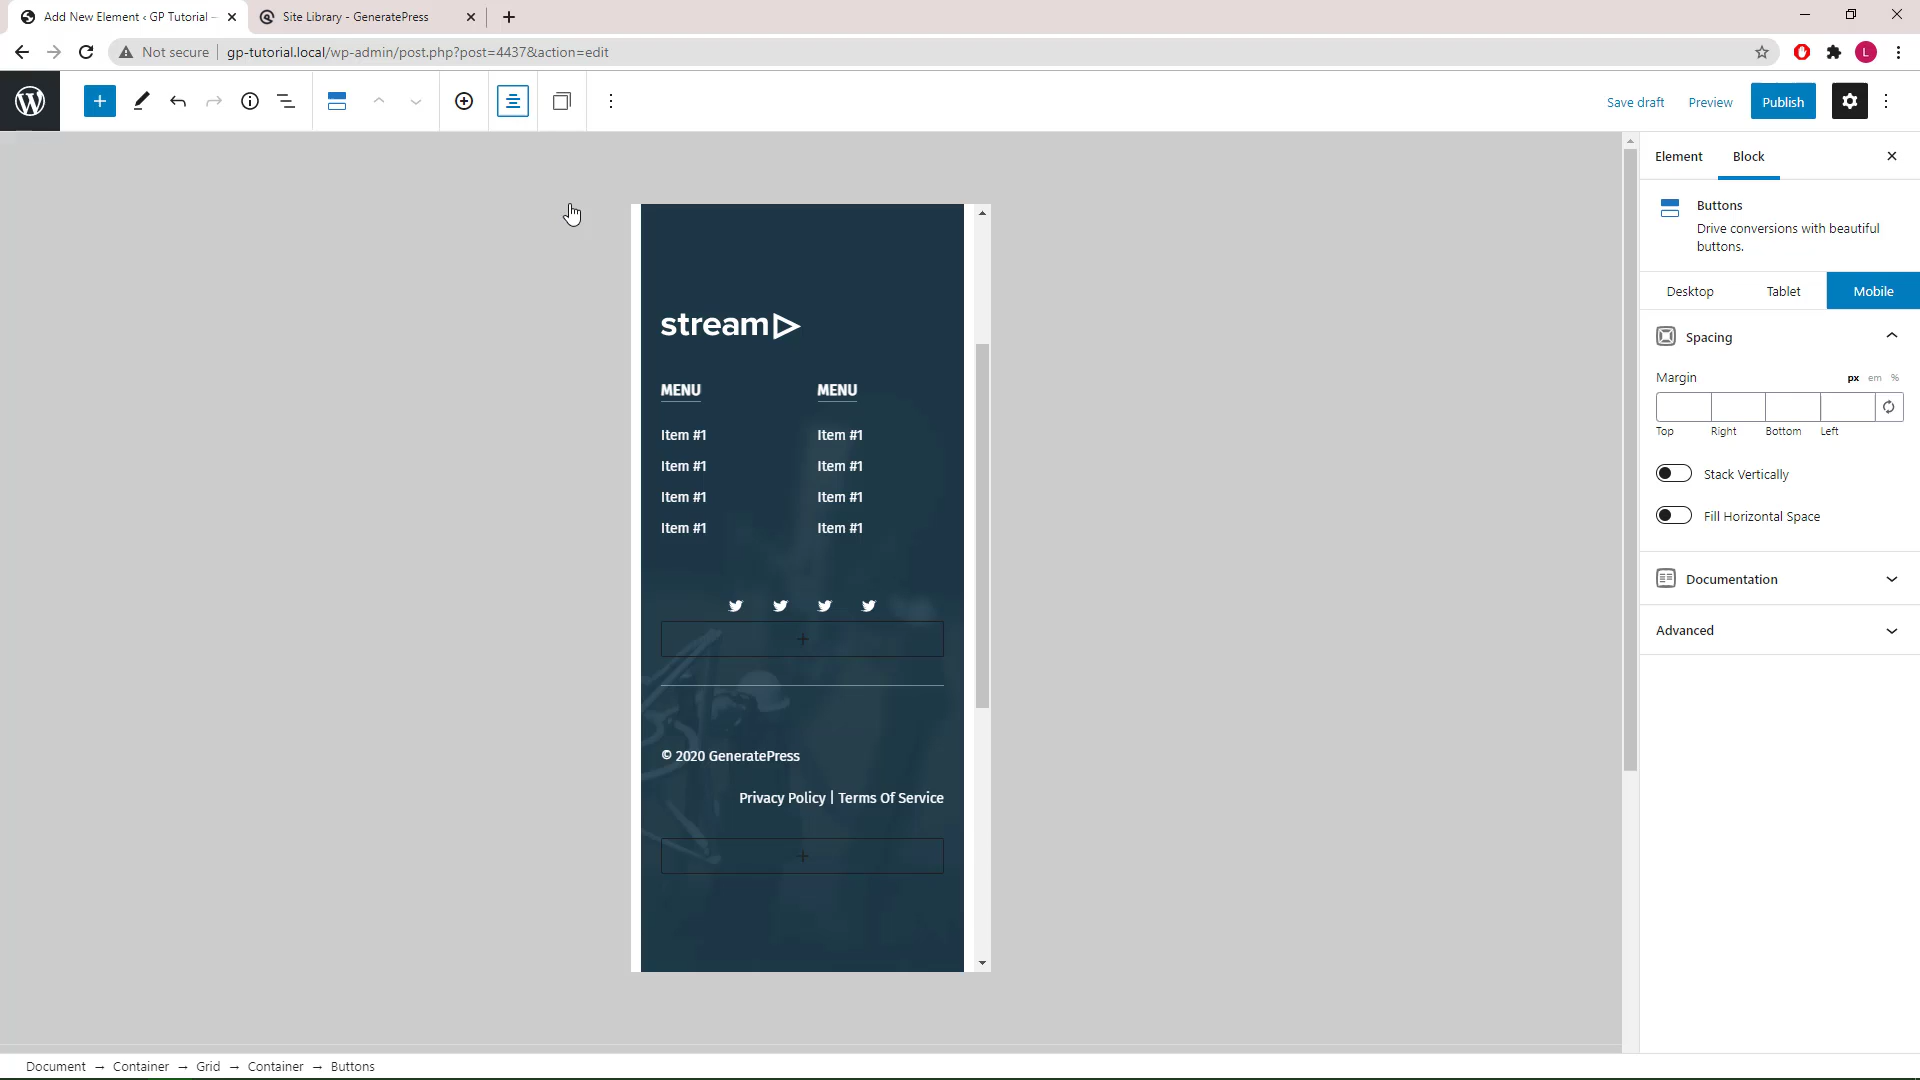 Add New Element ‹ GP Tutorial –
Site Library - GeneratePress
Not secure
gp-tutorial.local/wp-admin/post.php?post=4437&action=edit
L
Save draft
Preview
Publish
Element
Block
Buttons
Drive conversions with beautiful
buttons.
Desktop
Tablet
Mobile
Spacing
Margin
px
em
%
Top
Right
Bottom
Left
Stack Vertically
Fill Horizontal Space
Documentation
Advanced
stream
MENU
MENU
Item #1
Item #1
Item #1
Item #1
Item #1
Item #1
Item #1
Item #1
© 2020 GeneratePress
Privacy Policy | Terms Of Service
Document → Container → Grid → Container → Buttons